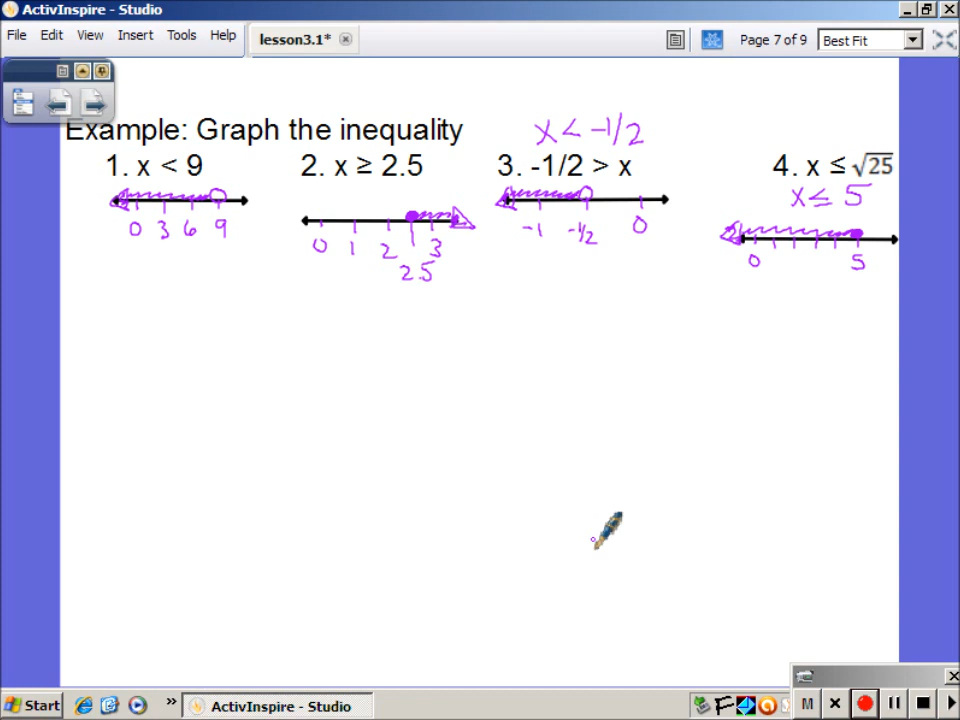 ActivInspire - Studio
File Edit View Insert Tools Help
lesson3.1*
Page 7 of 9
Best Fit
Example: Graph the inequality
x < -1/2
1. x < 9
2. x ≥ 2.5
3. -1/2 > x
4. x ≤ √25
x ≤ 5
0 3 6 9
0 1 2 3
2.5
-1 -1/2 0
0 5
Start
»
ActivInspire - Studio
M